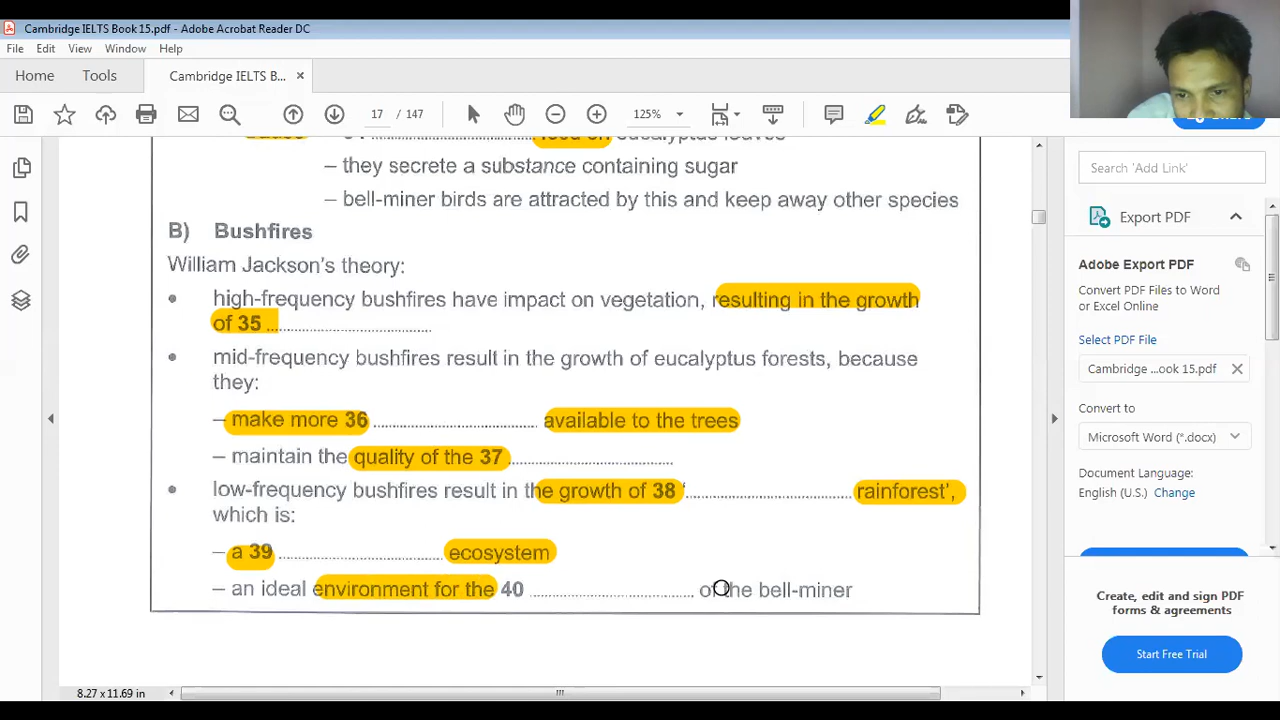 Cambridge IELTS Book 15.pdf - Adobe Acrobat Reader DC
File Edit View Window Help
Home Tools Cambridge IELTS B... ×
17 / 147 125%
feed on eucalyptus leaves
– they secrete a substance containing sugar
– bell-miner birds are attracted by this and keep away other species
B) Bushfires
William Jackson's theory:
• high-frequency bushfires have impact on vegetation, resulting in the growth
of 35 ..............................
• mid-frequency bushfires result in the growth of eucalyptus forests, because
they:
– make more 36 .............................. available to the trees
– maintain the quality of the 37 ..............................
• low-frequency bushfires result in the growth of 38 '.............................. rainforest',
which is:
– a 39 .............................. ecosystem
– an ideal environment for the 40 .............................. of the bell-miner
8.27 x 11.69 in
Search 'Add Link'
Export PDF
Adobe Export PDF
Convert PDF Files to Word
or Excel Online
Select PDF File
Cambridge ...ook 15.pdf ×
Convert to
Microsoft Word (*.docx)
Document Language:
English (U.S.) Change
Create, edit and sign PDF
forms & agreements
Start Free Trial